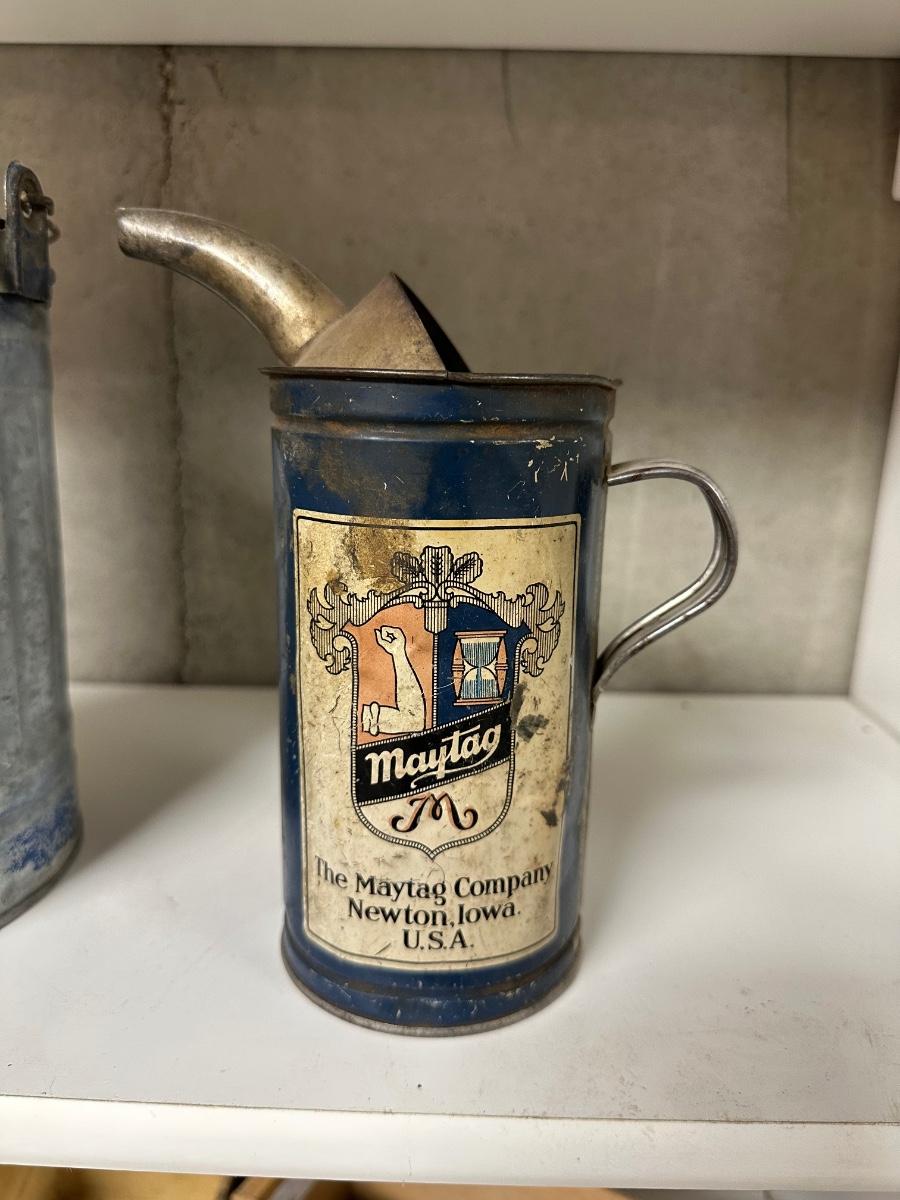 Maytag
M
The Maytag Company
Newton, Iowa.
U.S.A.